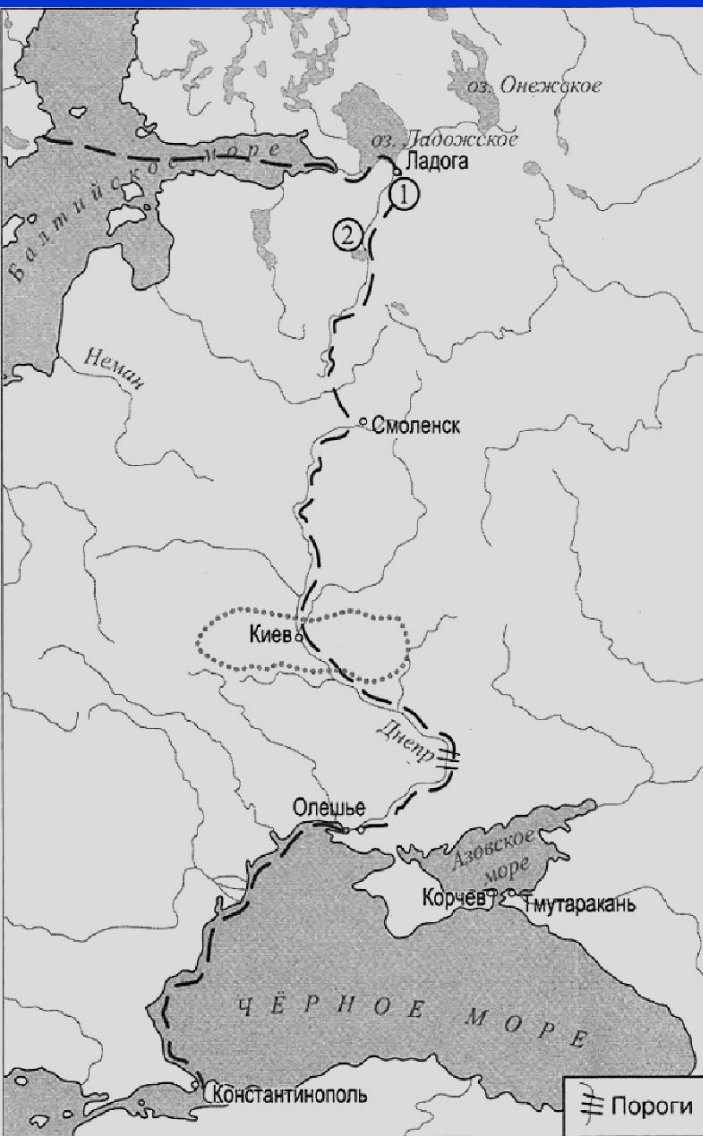 оз. Онежское
оз. Ладожское
Ладога
1
2
Балтийское море
Неман
Смоленск
Киев
Днепр
Олешье
Азовское
море
Корчев
Тмутаракань
ЧЁРНОЕ МОРЕ
Константинополь
Пороги